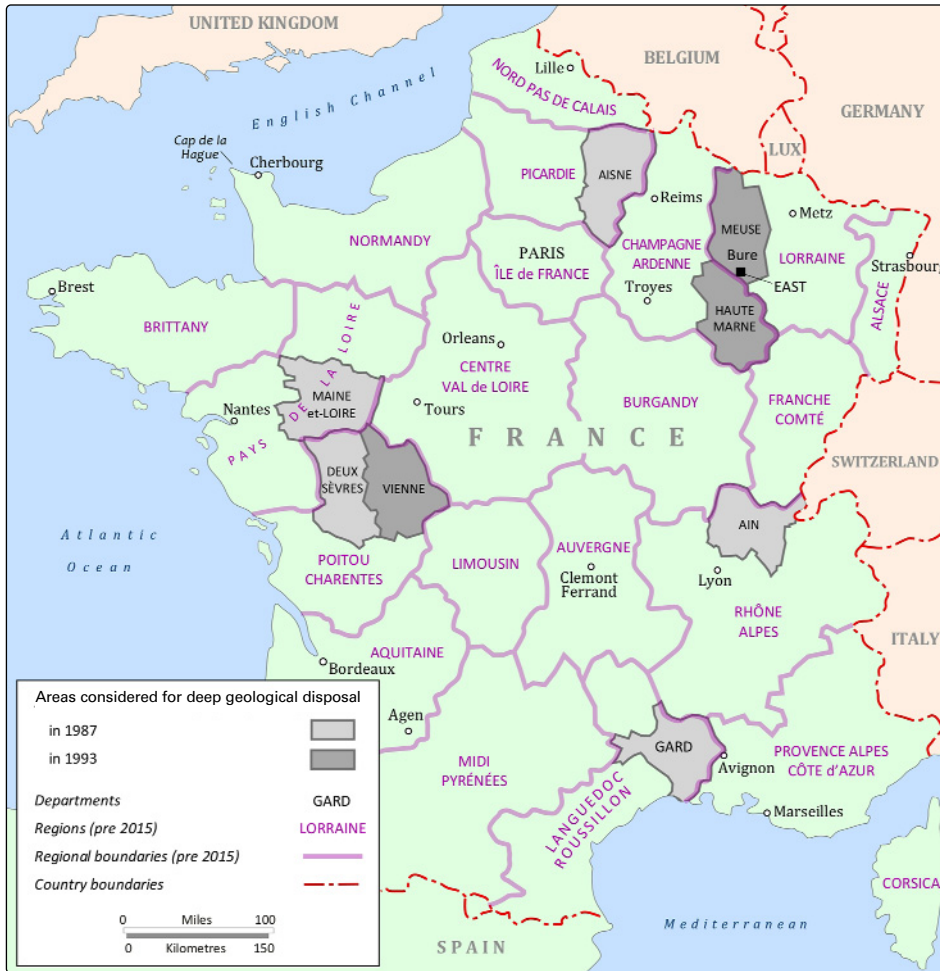 UNITED KINGDOM
BELGIUM
GERMANY
LUX
English Channel
Lille
NORD PAS DE CALAIS
Cap de la
Hague
Cherbourg
PICARDIE
AISNE
Reims
MEUSE
Metz
Bure
LORRAINE
EAST
Strasbourg
NORMANDY
PARIS
ÎLE de FRANCE
CHAMPAGNE
ARDENNE
Troyes
HAUTE
MARNE
ALSACE
Brest
BRITTANY
Orleans
CENTRE
VAL de LOIRE
PAYS DE LA LOIRE
MAINE
et-LOIRE
Nantes
Tours
BURGANDY
FRANCHE
COMTÉ
FRANCE
SWITZERLAND
DEUX
SÈVRES
VIENNE
AIN
Atlantic
Ocean
POITOU
CHARENTES
LIMOUSIN
AUVERGNE
Clemont
Ferrand
Lyon
RHÔNE
ALPES
ITALY
AQUITAINE
Bordeaux
Agen
MIDI
PYRÉNÉES
GARD
Avignon
PROVENCE ALPES
CÔTE d'AZUR
LANGUEDOC
ROUSSILLON
Marseilles
CORSICA
Mediterranean
SPAIN
Areas considered for deep geological disposal
in 1987
in 1993
Departments GARD
Regions (pre 2015) LORRAINE
Regional boundaries (pre 2015)
Country boundaries
0 Miles 100
0 Kilometres 150